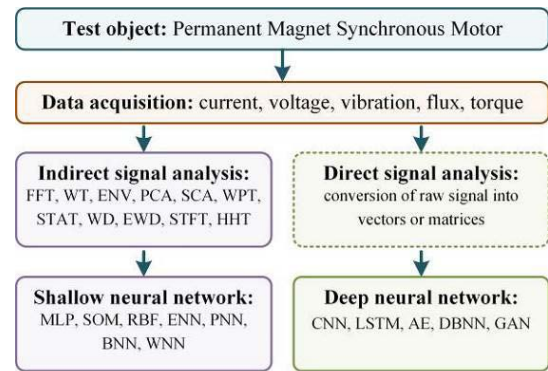 Test object: Permanent Magnet Synchronous Motor
Data acquisition: current, voltage, vibration, flux, torque
Indirect signal analysis:
FFT, WT, ENV, PCA, SCA, WPT,
STAT, WD, EWD, STFT, HHT
Direct signal analysis:
conversion of raw signal into
vectors or matrices
Shallow neural network:
MLP, SOM, RBF, ENN, PNN,
BNN, WNN
Deep neural network:
CNN, LSTM, AE, DBNN, GAN